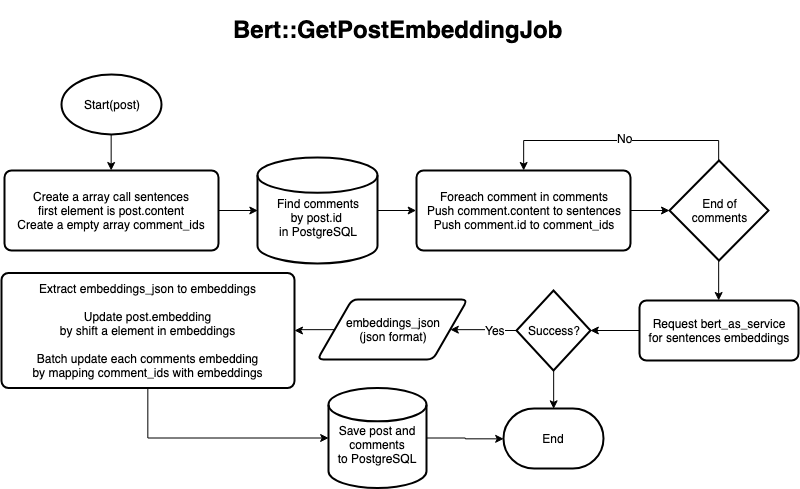 Bert::GetPostEmbeddingJob
Start(post)
Create a array call sentences
first element is post.content
Create a empty array comment_ids
Find comments
by post.id
in PostgreSQL
Foreach comment in comments
Push comment.content to sentences
Push comment.id to comment_ids
No
End of
comments
Request bert_as_service
for sentences embeddings
Success?
Yes
embeddings_json
(json format)
Extract embeddings_json to embeddings
Update post.embedding
by shift a element in embeddings
Batch update each comments embedding
by mapping comment_ids with embeddings
Save post and
comments
to PostgreSQL
End